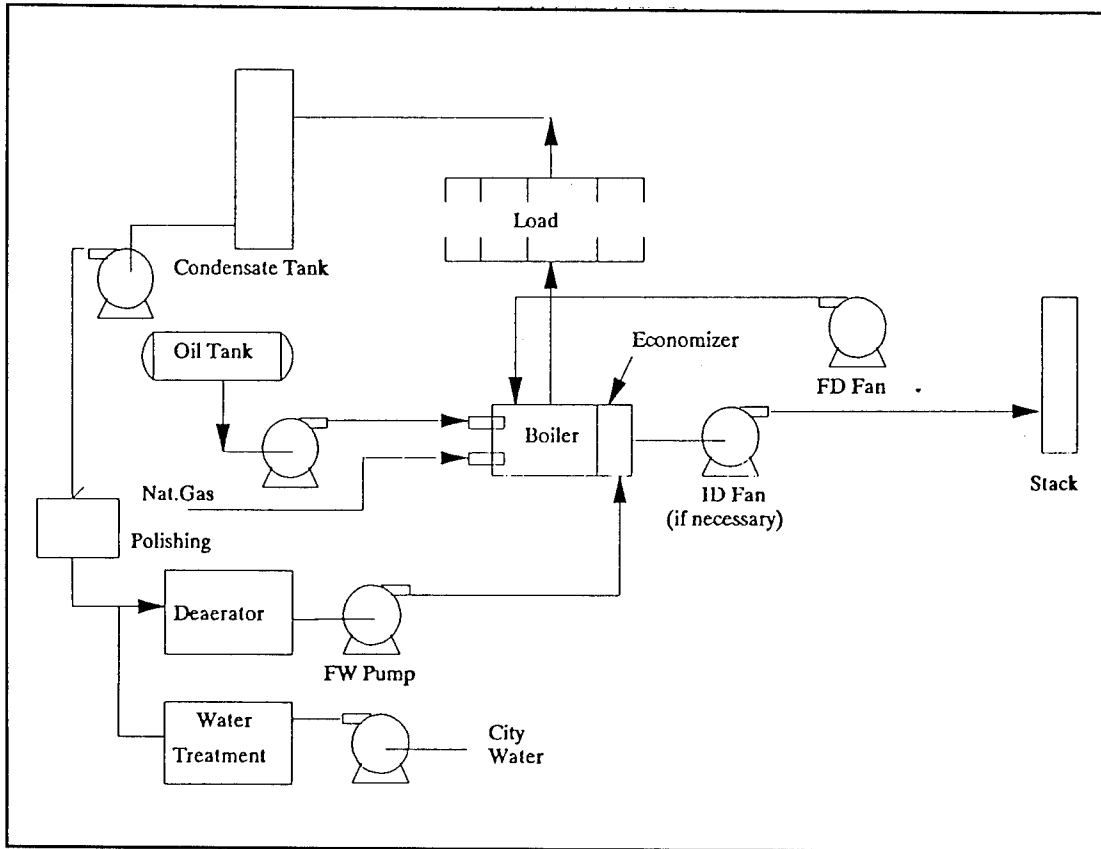 Load
Condensate Tank
Oil Tank
Economizer
FD Fan
Boiler
Nat.Gas
ID Fan
(if necessary)
Stack
Polishing
Deaerator
FW Pump
Water
Treatment
City
Water